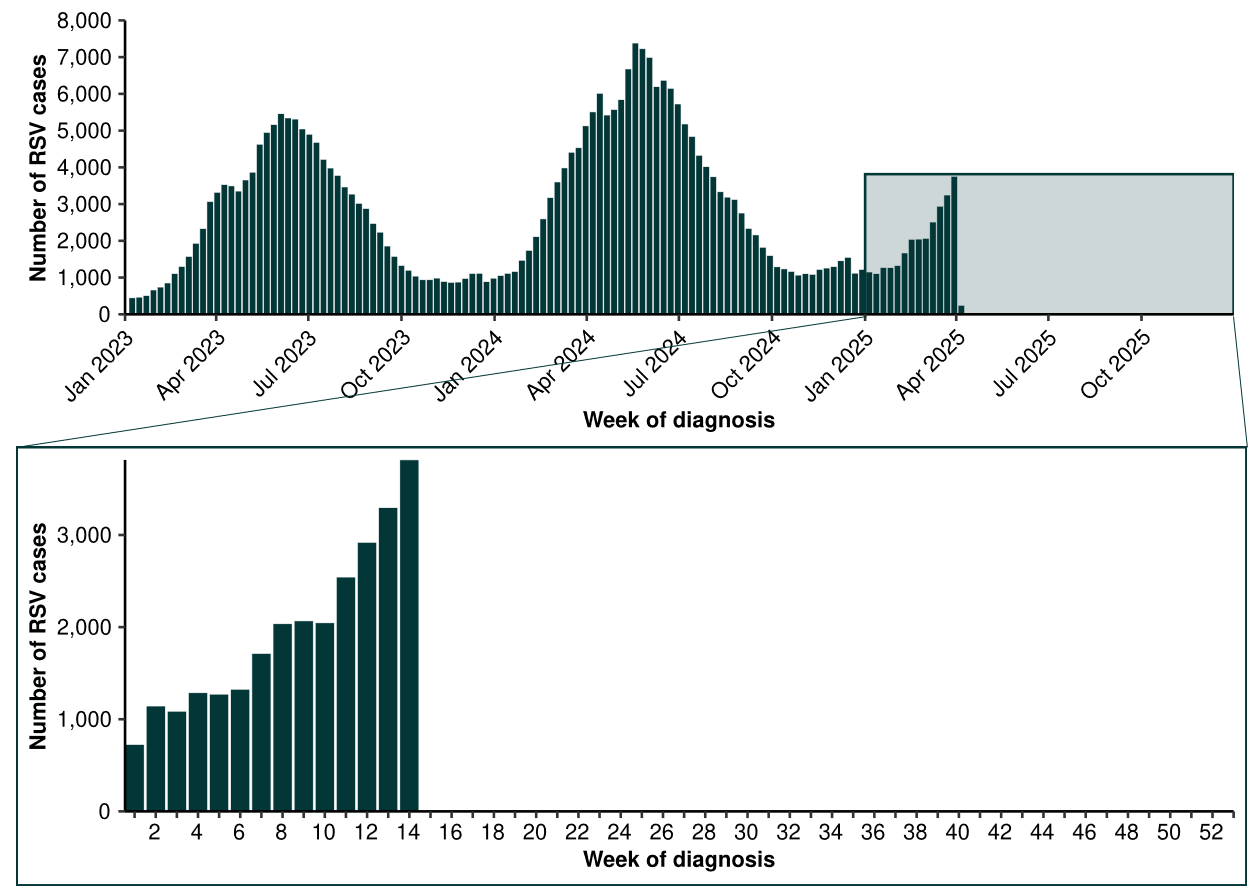 Number of RSV cases
8,000
7,000
6,000
5,000
4,000
3,000
2,000
1,000
0
Jan 2023 Apr 2023 Jul 2023 Oct 2023 Jan 2024 Apr 2024 Jul 2024 Oct 2024 Jan 2025 Apr 2025 Jul 2025 Oct 2025
Week of diagnosis
Number of RSV cases
3,000
2,000
1,000
0
2 4 6 8 10 12 14 16 18 20 22 24 26 28 30 32 34 36 38 40 42 44 46 48 50 52
Week of diagnosis